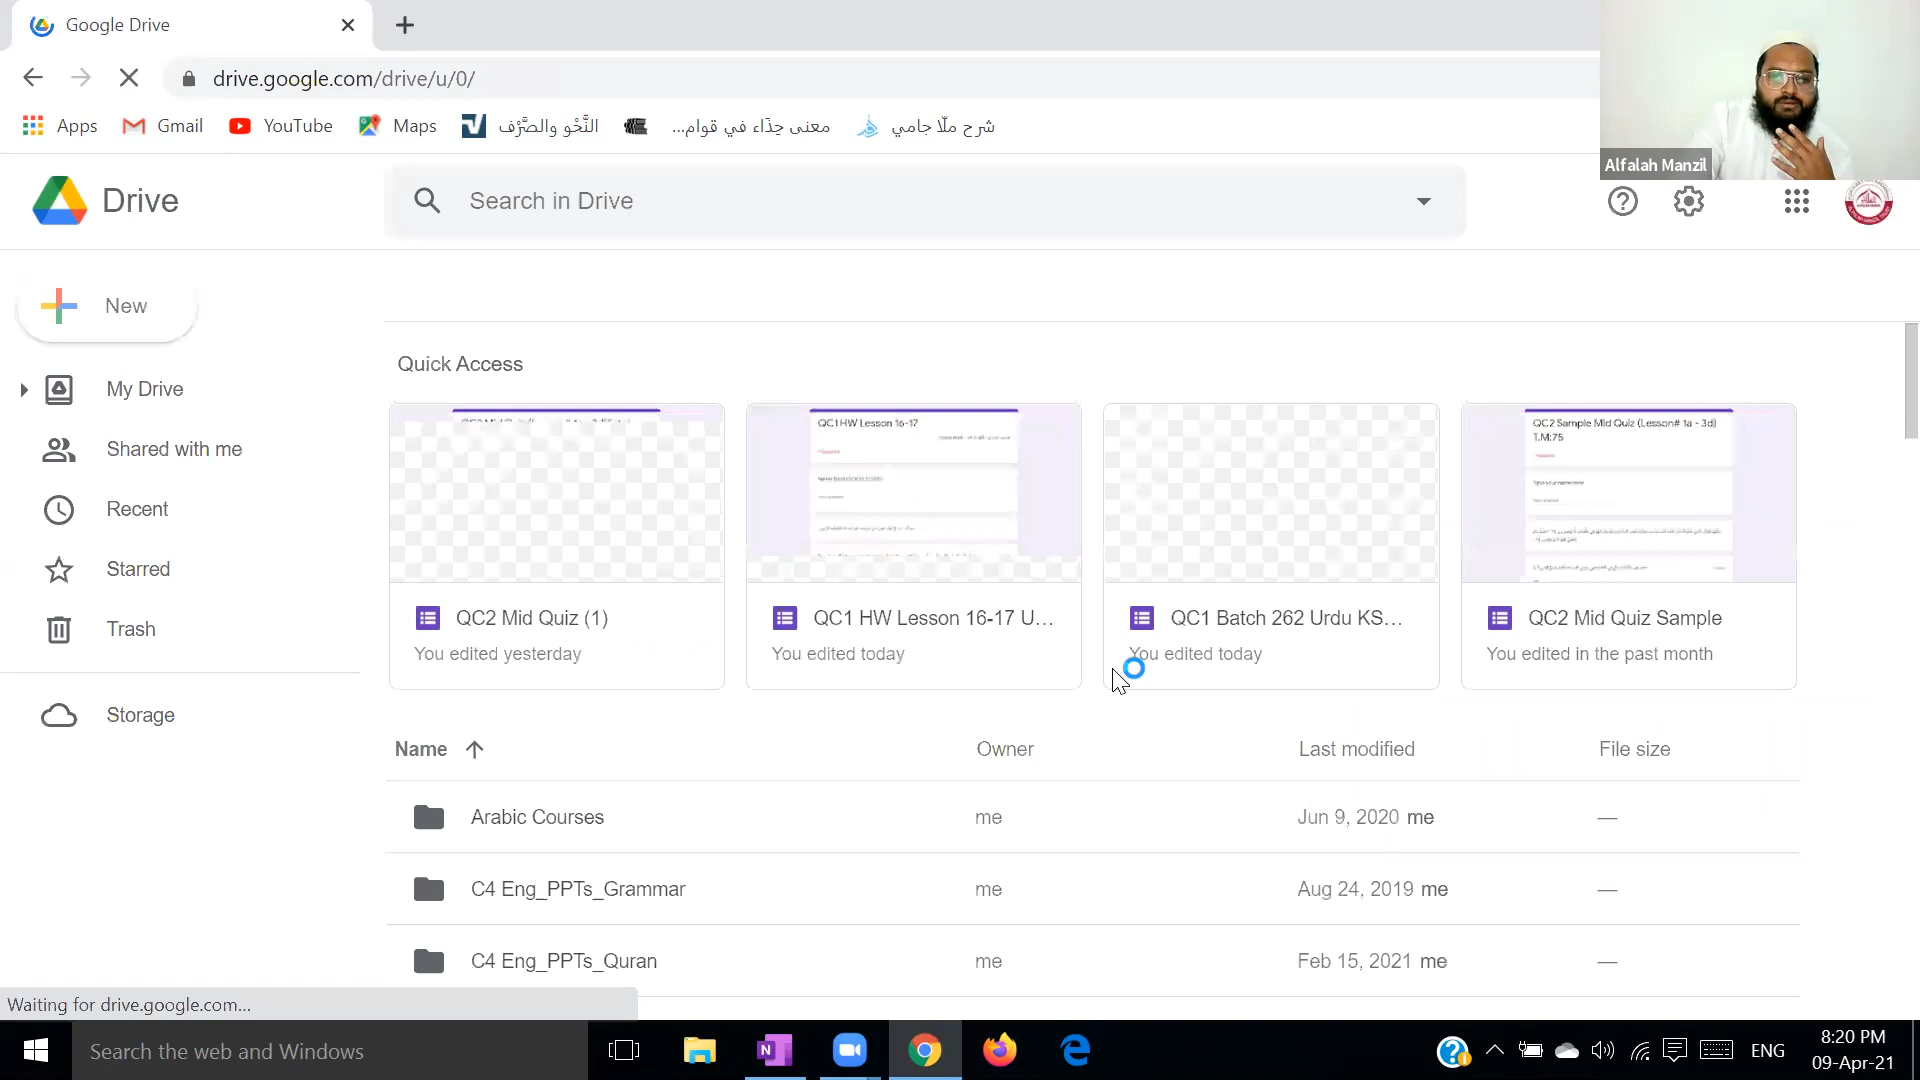 Google Drive
drive.google.com/drive/u/0/
Apps Gmail YouTube Maps النَّحْو والصَّرْف معنى حِذَاء في قوام... شرح ملّا جامي
Alfalah Manzil
Drive
Search in Drive
New
My Drive
Shared with me
Recent
Starred
Trash
Storage
Quick Access
QC1 HW Lesson 16-17
QC2 Sample Mid Quiz (Lesson# 1a - 3d)
T.M:75
QC2 Mid Quiz (1)
You edited yesterday
QC1 HW Lesson 16-17 U...
You edited today
QC1 Batch 262 Urdu KS...
You edited today
QC2 Mid Quiz Sample
You edited in the past month
Name Owner Last modified File size
Arabic Courses me Jun 9, 2020 me —
C4 Eng_PPTs_Grammar me Aug 24, 2019 me —
C4 Eng_PPTs_Quran me Feb 15, 2021 me —
Waiting for drive.google.com...
Search the web and Windows
ENG
8:20 PM
09-Apr-21